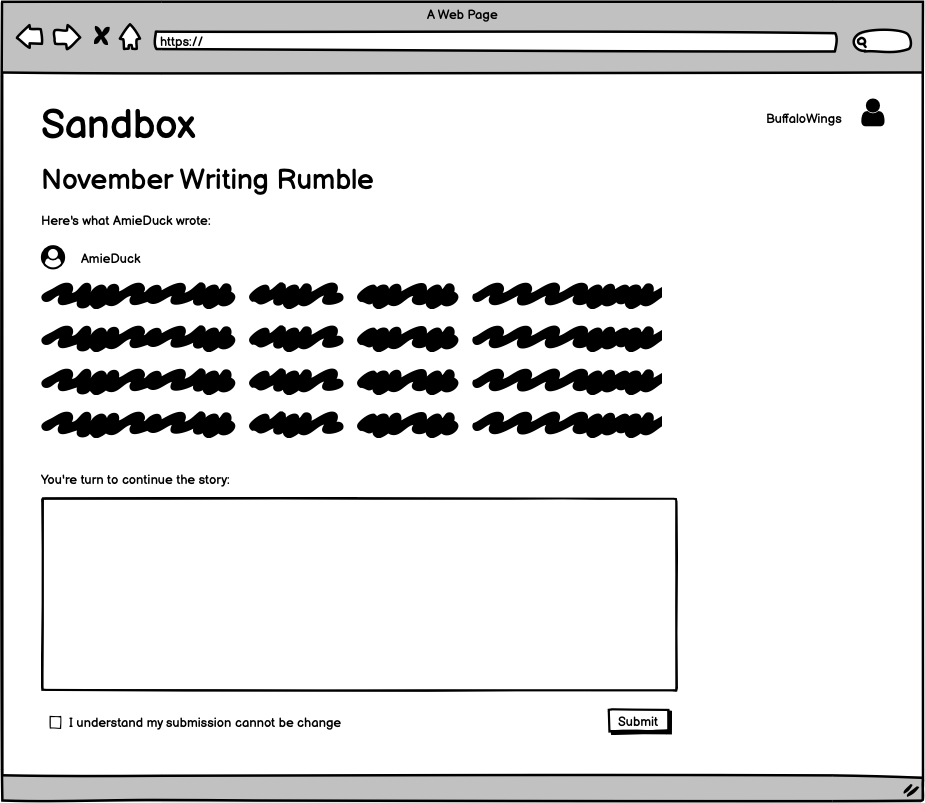 A Web Page
https://
Sandbox
BuffaloWings
November Writing Rumble
Here's what AmieDuck wrote:
AmieDuck
You're turn to continue the story:
I understand my submission cannot be change
Submit